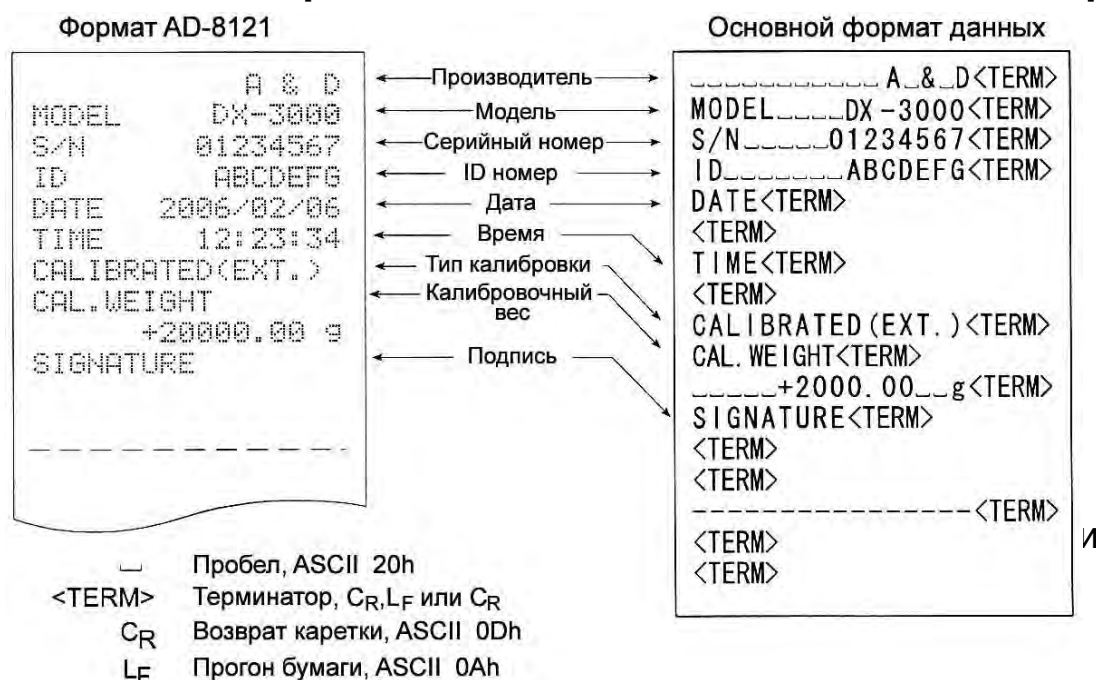 Формат AD-8121
A & D
MODEL DX-3000
S/N 01234567
ID ABCDEFG
DATE 2006/02/06
TIME 12:23:34
CALIBRATED(EXT.)
CAL.WEIGHT
+20000.00 g
SIGNATURE
Производитель
Модель
Серийный номер
ID номер
Дата
Время
Тип калибровки
Калибровочный
вес
Подпись
Основной формат данных
␣␣␣␣␣␣␣␣␣␣␣A␣&␣D<TERM>
MODEL␣␣␣␣DX-3000<TERM>
S/N␣␣␣␣␣01234567<TERM>
ID␣␣␣␣␣␣␣ABCDEFG<TERM>
DATE<TERM>
<TERM>
TIME<TERM>
<TERM>
CALIBRATED(EXT.)<TERM>
CAL.WEIGHT<TERM>
␣␣␣␣␣+2000.00␣␣g<TERM>
SIGNATURE<TERM>
<TERM>
<TERM>
----------------<TERM>
<TERM>
<TERM>
и
␣ Пробел, ASCII 20h
<TERM> Терминатор, CR,LF или CR
CR Возврат каретки, ASCII 0Dh
LF Прогон бумаги, ASCII 0Ah